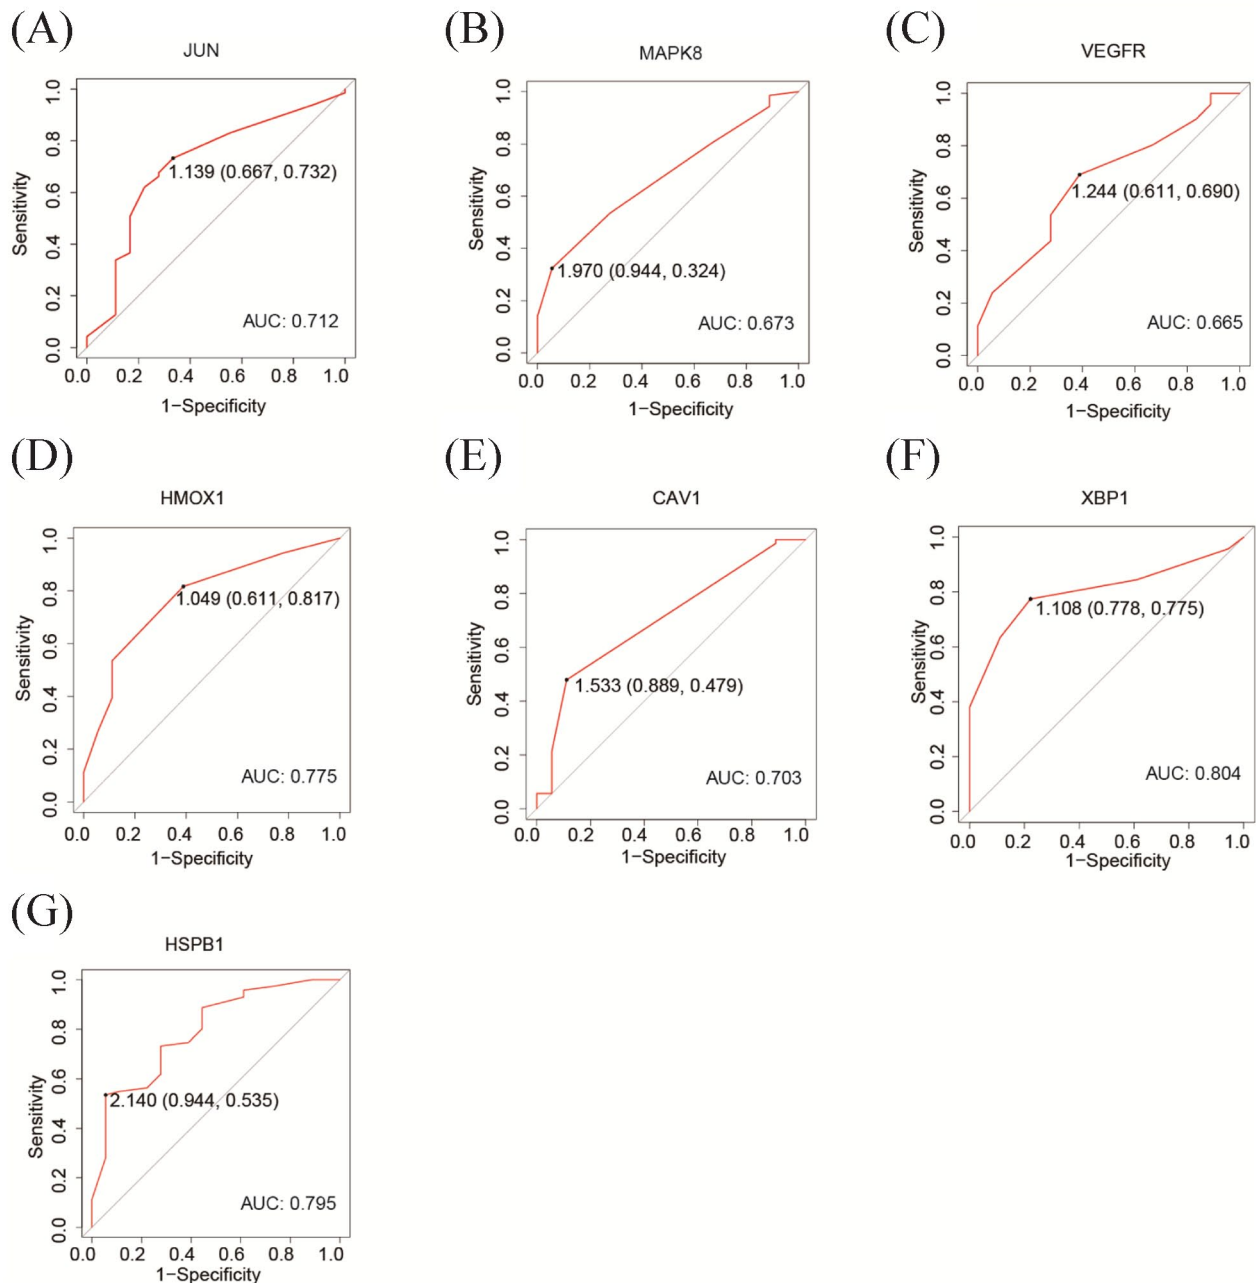 (A)
JUN
Sensitivity
0.0 0.2 0.4 0.6 0.8 1.0
1.139 (0.667, 0.732)
AUC: 0.712
0.0 0.2 0.4 0.6 0.8 1.0
1−Specificity
(B)
MAPK8
Sensitivity
0.0 0.2 0.4 0.6 0.8 1.0
1.970 (0.944, 0.324)
AUC: 0.673
0.0 0.2 0.4 0.6 0.8 1.0
1−Specificity
(C)
VEGFR
Sensitivity
0.0 0.2 0.4 0.6 0.8 1.0
1.244 (0.611, 0.690)
AUC: 0.665
0.0 0.2 0.4 0.6 0.8 1.0
1−Specificity
(D)
HMOX1
Sensitivity
0.0 0.2 0.4 0.6 0.8 1.0
1.049 (0.611, 0.817)
AUC: 0.775
0.0 0.2 0.4 0.6 0.8 1.0
1−Specificity
(E)
CAV1
Sensitivity
0.0 0.2 0.4 0.6 0.8 1.0
1.533 (0.889, 0.479)
AUC: 0.703
0.0 0.2 0.4 0.6 0.8 1.0
1−Specificity
(F)
XBP1
Sensitivity
0.0 0.2 0.4 0.6 0.8 1.0
1.108 (0.778, 0.775)
AUC: 0.804
0.0 0.2 0.4 0.6 0.8 1.0
1−Specificity
(G)
HSPB1
Sensitivity
0.0 0.2 0.4 0.6 0.8 1.0
2.140 (0.944, 0.535)
AUC: 0.795
0.0 0.2 0.4 0.6 0.8 1.0
1−Specificity